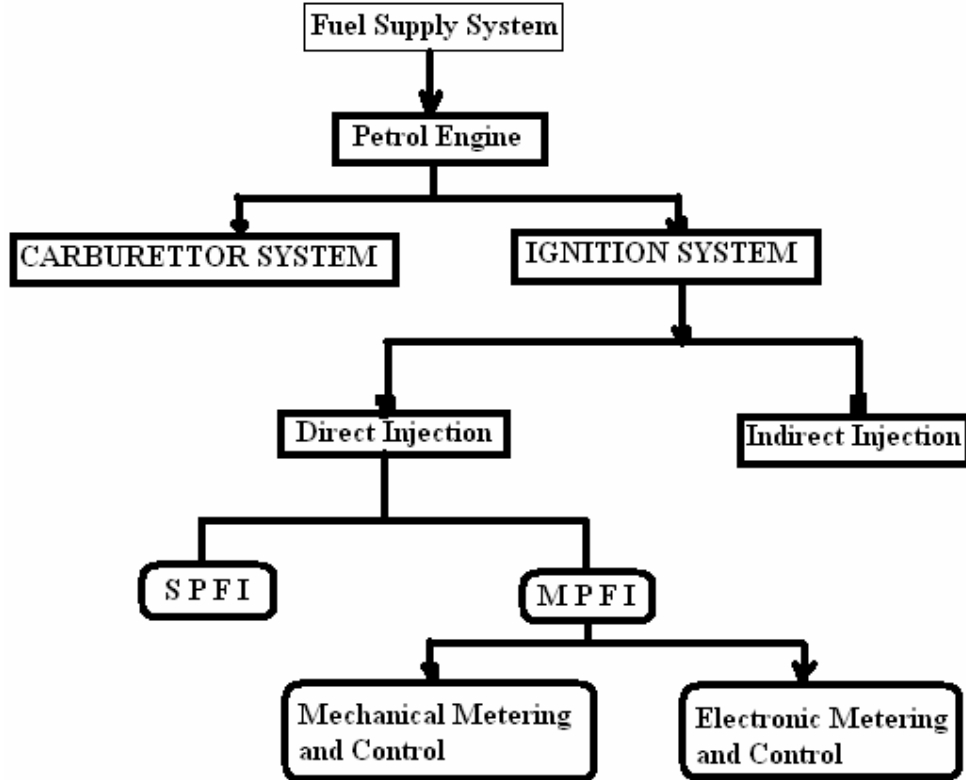 Fuel Supply System
Petrol Engine
CARBURETTOR SYSTEM
IGNITION SYSTEM
Direct Injection
Indirect Injection
S P F I
M P F I
Mechanical Metering
and Control
Electronic Metering
and Control